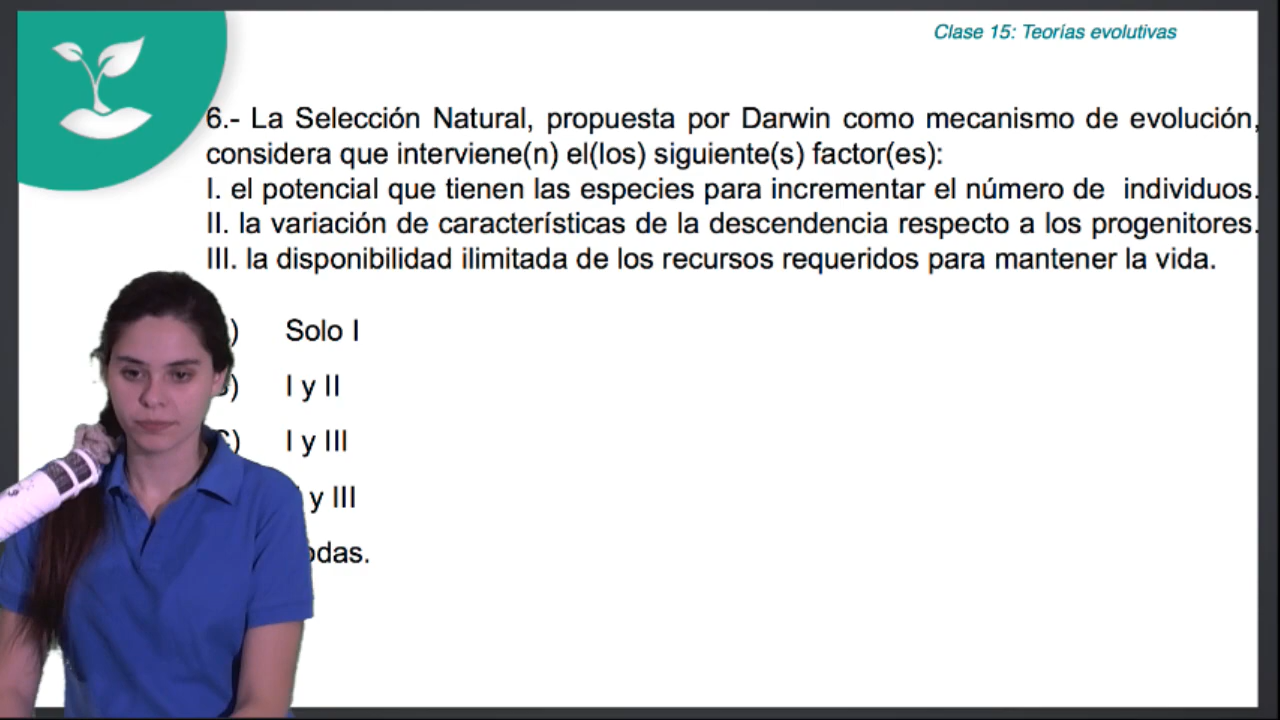 Clase 15: Teorías evolutivas
6.- La Selección Natural, propuesta por Darwin como mecanismo de evolución,
considera que interviene(n) el(los) siguiente(s) factor(es):
I. el potencial que tienen las especies para incrementar el número de individuos.
II. la variación de características de la descendencia respecto a los progenitores.
III. la disponibilidad ilimitada de los recursos requeridos para mantener la vida.
) Solo I
) I y II
C) I y III
y III
odas.